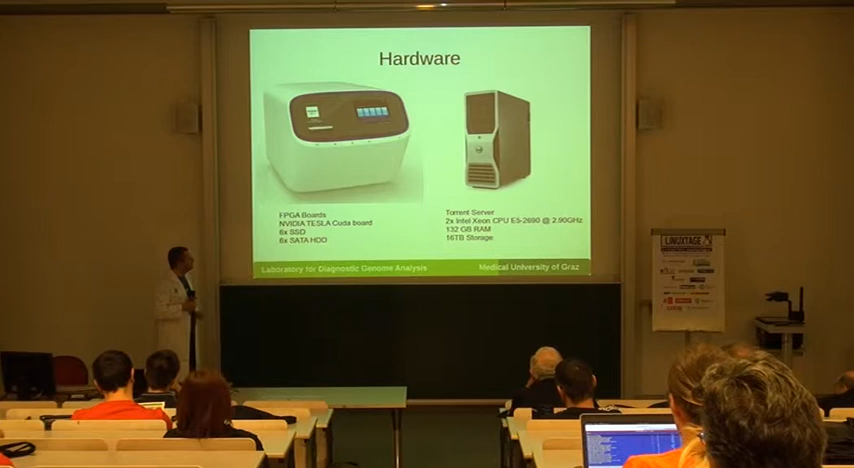 Hardware
FPGA Boards
NVIDIA TESLA Cuda board
6x SSD
6x SATA HDD
Torrent Server
2x Intel Xeon CPU E5-2690 @ 2.90GHz
132 GB RAM
16TB Storage
Laboratory for Diagnostic Genome Analysis
Medical University of Graz
LINUXTAGE